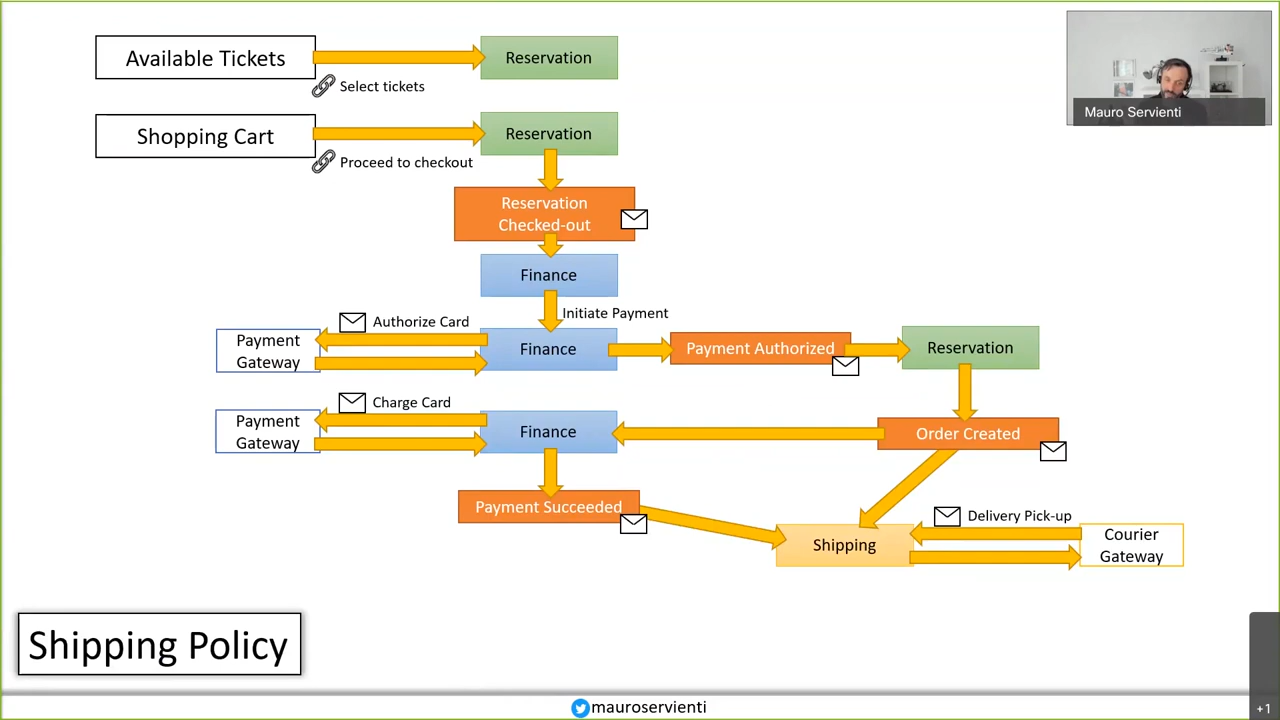 Available Tickets
Reservation
Select tickets
Mauro Servienti
Shopping Cart
Reservation
Proceed to checkout
Reservation
Checked-out
Finance
Initiate Payment
Authorize Card
Payment
Gateway
Finance
Payment Authorized
Reservation
Charge Card
Payment
Gateway
Finance
Order Created
Payment Succeeded
Delivery Pick-up
Shipping
Courier
Gateway
Shipping Policy
mauroservienti
+1